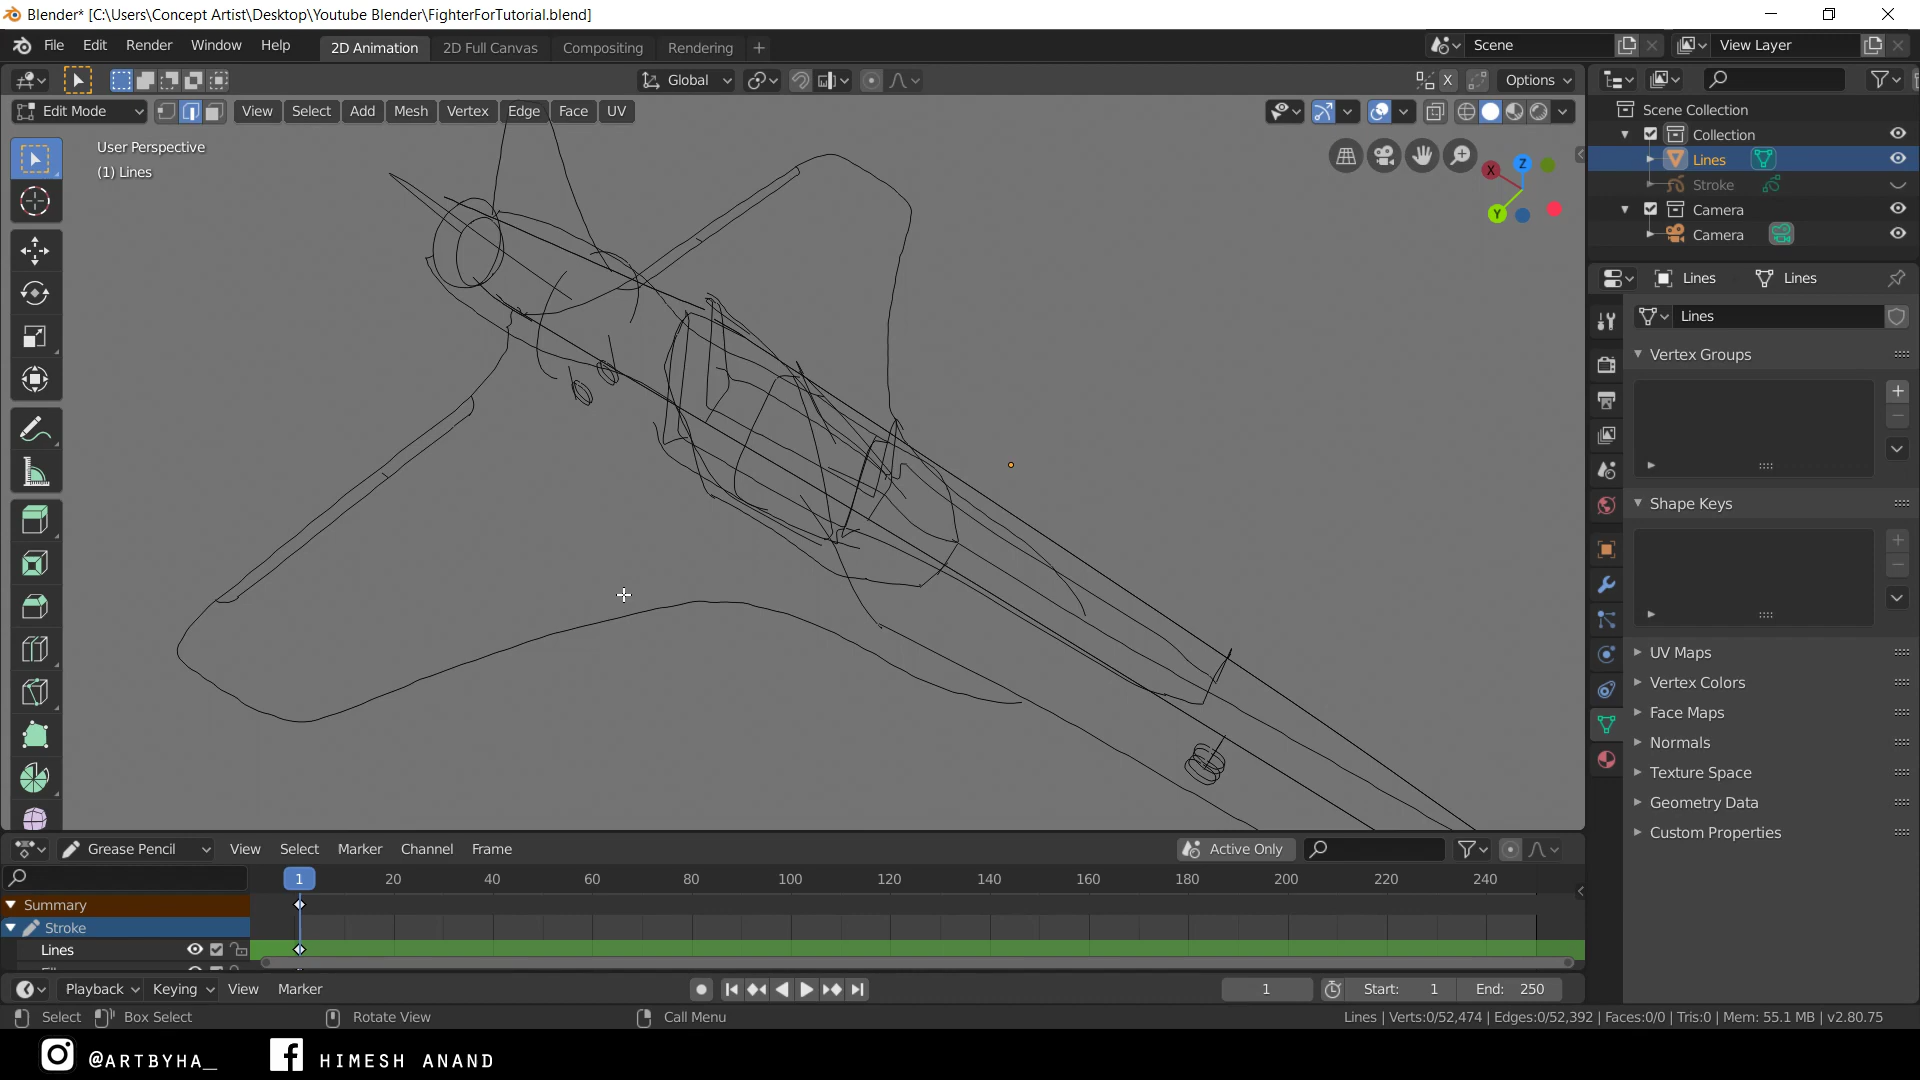 Blender* [C:\Users\Concept Artist\Desktop\Youtube Blender\FighterForTutorial.blend]
File Edit Render Window Help 2D Animation 2D Full Canvas Compositing Rendering + Scene View Layer
Global X Options
Edit Mode View Select Add Mesh Vertex Edge Face UV
User Perspective
(1) Lines
X Z Y
Scene Collection
Collection
Lines
Stroke
Camera
Camera
Lines Lines
Lines
Vertex Groups
Shape Keys
UV Maps
Vertex Colors
Face Maps
Normals
Texture Space
Geometry Data
Custom Properties
Grease Pencil View Select Marker Channel Frame Active Only
1 20 40 60 80 100 120 140 160 180 200 220 240
Summary
Stroke
Lines
Playback Keying View Marker 1 Start: 1 End: 250
Select Box Select Rotate View Call Menu Lines | Verts:0/52,474 | Edges:0/52,392 | Faces:0/0 | Tris:0 | Mem: 55.1 MB | v2.80.75
@ARTBYHA_ HIMESH ANAND